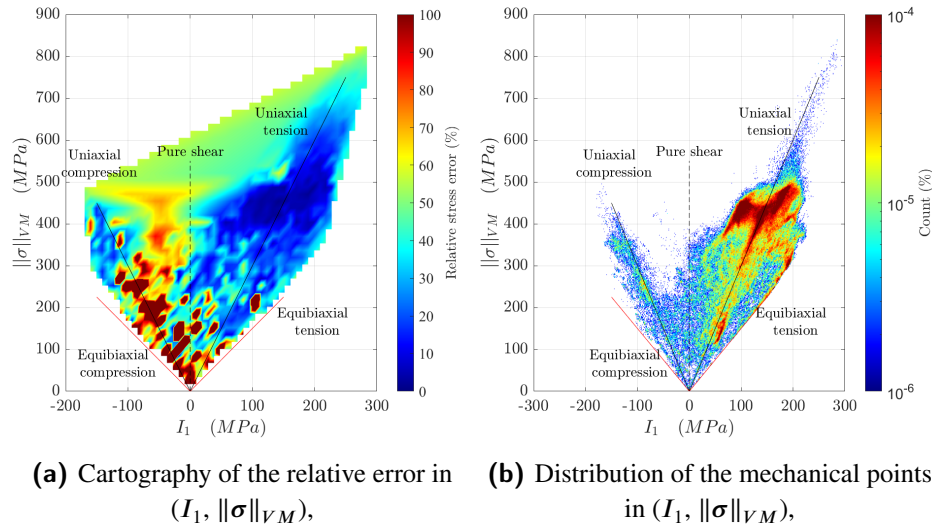 900
800
700
600
500
400
300
200
100
0
-200
-100
0
100
200
300
||σ||VM (MPa)
I1 (MPa)
Uniaxial
compression
Pure shear
Uniaxial
tension
Equibiaxial
compression
Equibiaxial
tension
100
90
80
70
60
50
40
30
20
10
0
Relative stress error (%)
900
800
700
600
500
400
300
200
100
0
-300
-200
-100
0
100
200
300
||σ||VM (MPa)
I1 (MPa)
Uniaxial
compression
Pure shear
Uniaxial
tension
Equibiaxial
compression
Equibiaxial
tension
10-4
10-5
10-6
Count (%)
(a) Cartography of the relative error in
(I1, ||σ||VM),
(b) Distribution of the mechanical points
in (I1, ||σ||VM),